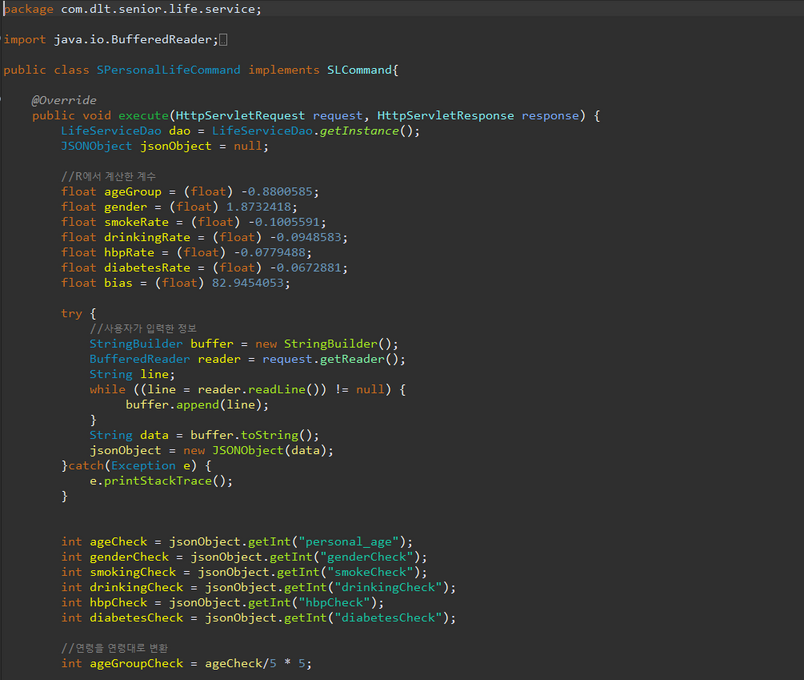 package com.dlt.senior.life.service;
import java.io.BufferedReader;
public class SPersonalLifeCommand implements SLCommand{
@Override
public void execute(HttpServletRequest request, HttpServletResponse response) {
LifeServiceDao dao = LifeServiceDao.getInstance();
JSONObject jsonObject = null;
//R에서 계산한 계수
float ageGroup = (float) -0.8800585;
float gender = (float) 1.8732418;
float smokeRate = (float) -0.1005591;
float drinkingRate = (float) -0.0948583;
float hbpRate = (float) -0.0779488;
float diabetesRate = (float) -0.0672881;
float bias = (float) 82.9454053;
try {
//사용자가 입력한 정보
StringBuilder buffer = new StringBuilder();
BufferedReader reader = request.getReader();
String line;
while ((line = reader.readLine()) != null) {
buffer.append(line);
}
String data = buffer.toString();
jsonObject = new JSONObject(data);
}catch(Exception e) {
e.printStackTrace();
}
int ageCheck = jsonObject.getInt("personal_age");
int genderCheck = jsonObject.getInt("genderCheck");
int smokingCheck = jsonObject.getInt("smokeCheck");
int drinkingCheck = jsonObject.getInt("drinkingCheck");
int hbpCheck = jsonObject.getInt("hbpCheck");
int diabetesCheck = jsonObject.getInt("diabetesCheck");
//연령을 연령대로 변환
int ageGroupCheck = ageCheck/5 * 5;